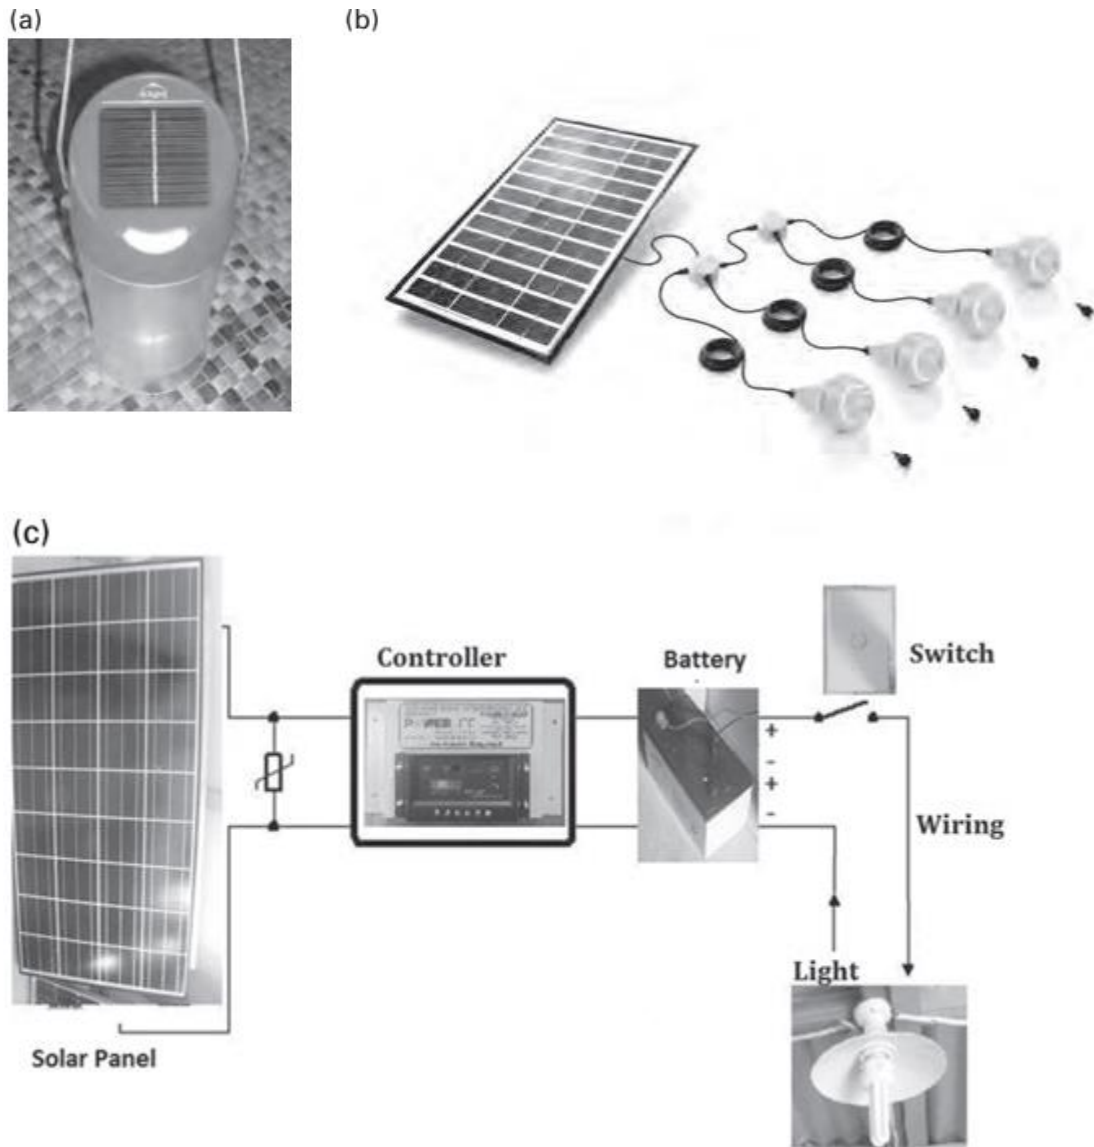 (a)
(b)
(c)
Controller
Battery
Switch
+
-
+
-
Wiring
Light
Solar Panel